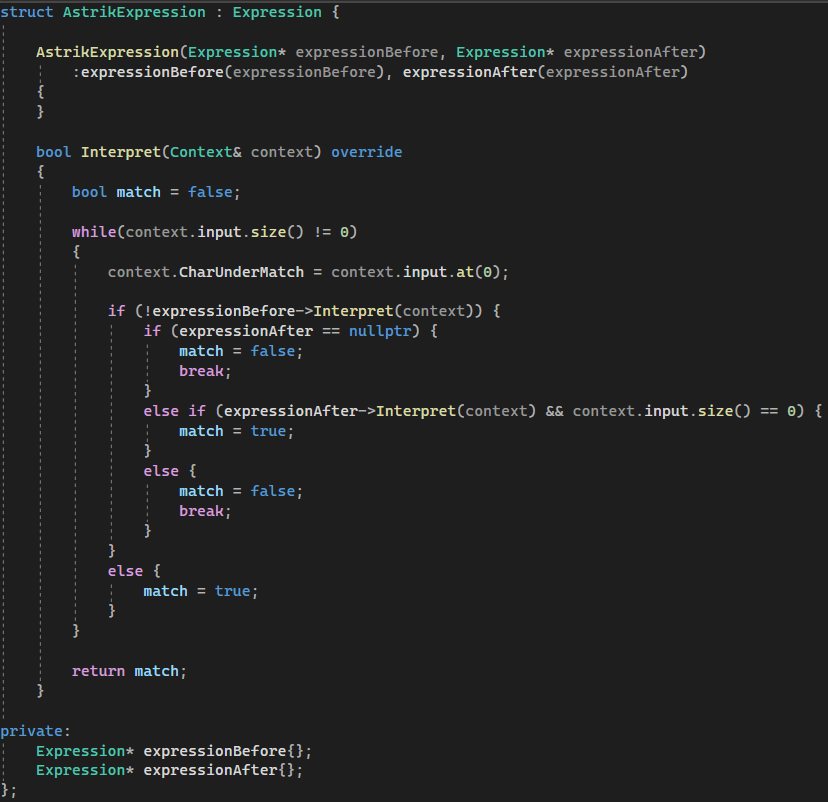 struct AstrikExpression : Expression {
AstrikExpression(Expression* expressionBefore, Expression* expressionAfter)
:expressionBefore(expressionBefore), expressionAfter(expressionAfter)
{
}
bool Interpret(Context& context) override
{
bool match = false;
while(context.input.size() != 0)
{
context.CharUnderMatch = context.input.at(0);
if (!expressionBefore->Interpret(context)) {
if (expressionAfter == nullptr) {
match = false;
break;
}
else if (expressionAfter->Interpret(context) && context.input.size() == 0) {
match = true;
}
else {
match = false;
break;
}
}
else {
match = true;
}
}
return match;
}
private:
Expression* expressionBefore{};
Expression* expressionAfter{};
};